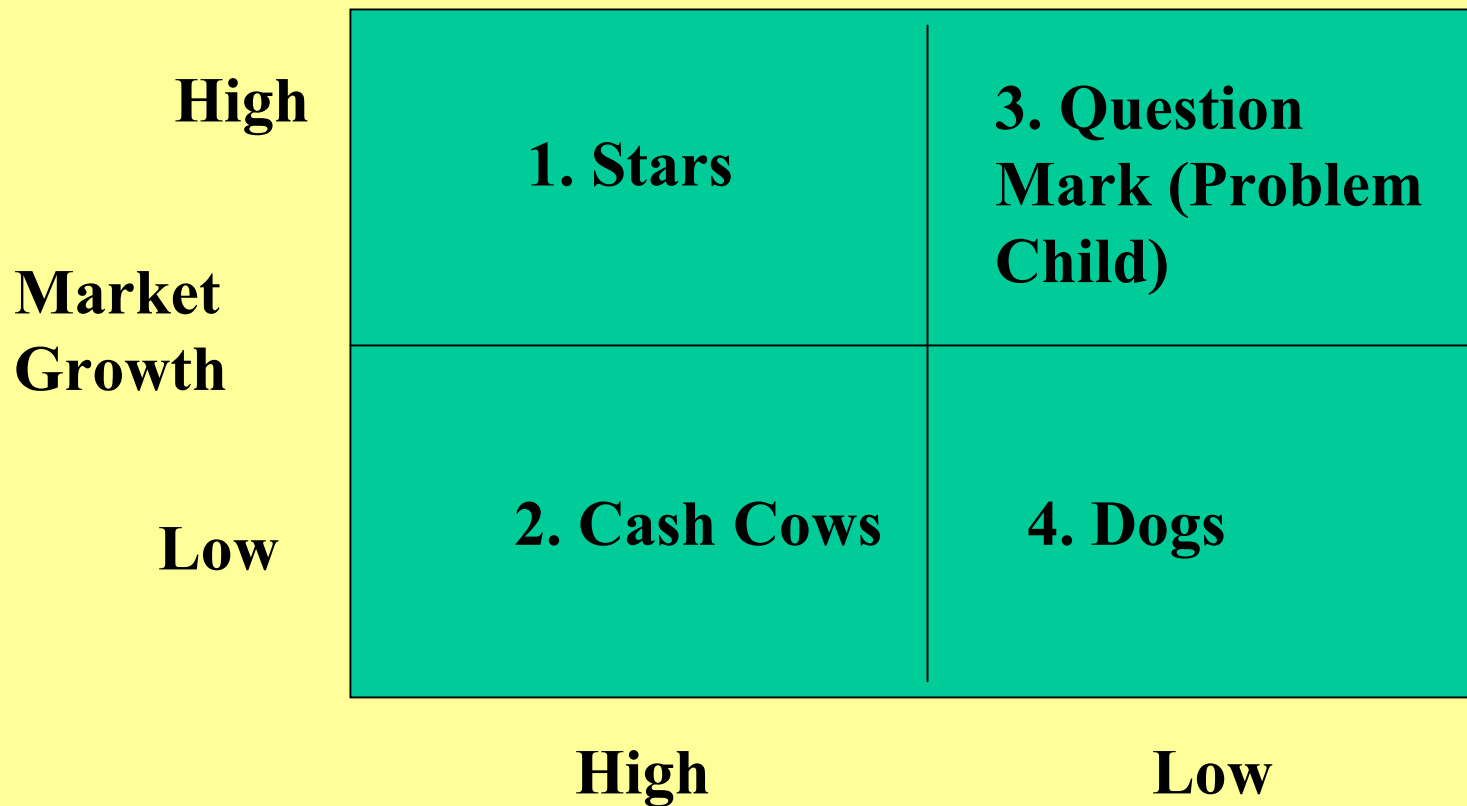 High
1. Stars
3. Question
Mark (Problem
Child)
Market
Growth
Low
2. Cash Cows
4. Dogs
High
Low